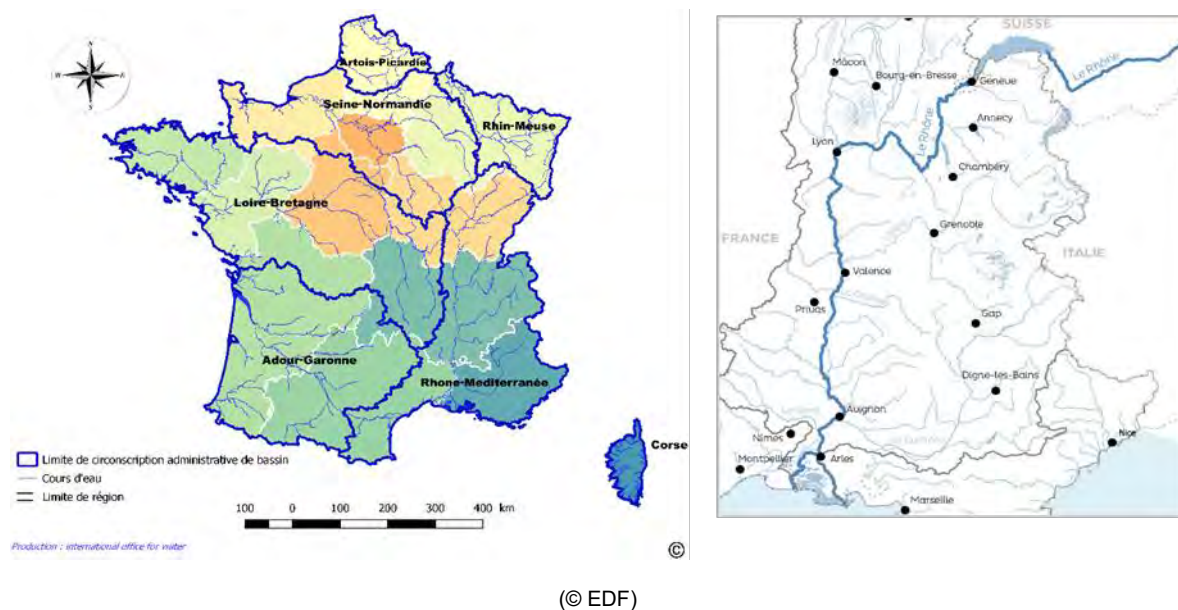 N
W
E
S
Artois-Picardie
Seine-Normandie
Rhin-Meuse
Loire-Bretagne
Adour-Garonne
Rhone-Mediterranée
Corse
Limite de circonscription administrative de bassin
Cours d'eau
Limite de région
100 0 100 200 300 400 km
Production : international office for water
©
SUISSE
Mâcon
Bourg-en-Bresse
Genève
Le Rhône
Annecy
Le Rhône
Lyon
Chambéry
Grenoble
FRANCE
ITALIE
Valence
Privas
Gap
Digne-les-Bains
Avignon
Nîmes
Nice
Arles
Montpellier
Marseille
(© EDF)